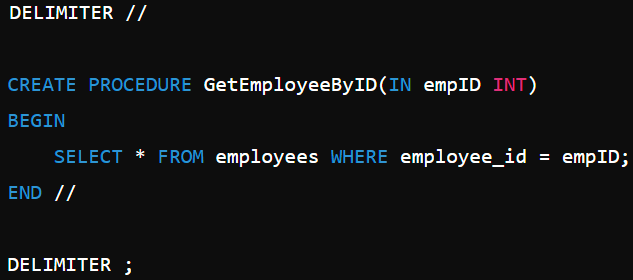 DELIMITER //
CREATE PROCEDURE GetEmployeeByID(IN empID INT)
BEGIN
    SELECT * FROM employees WHERE employee_id = empID;
END //
DELIMITER ;